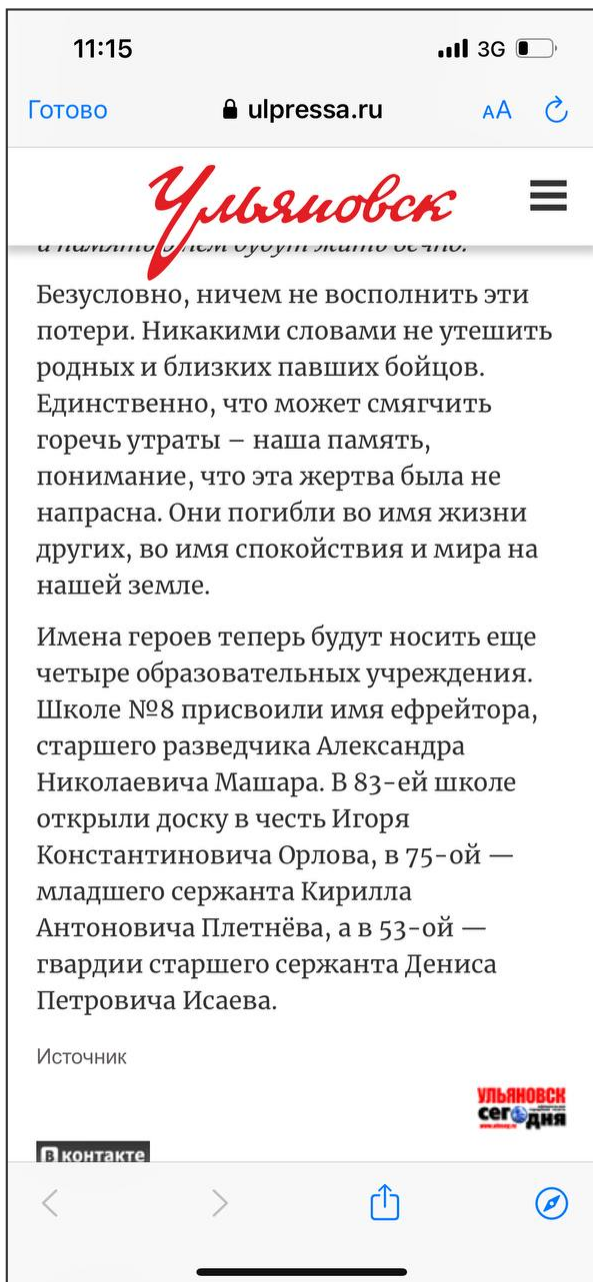 11:15
3G
Готово
ulpressa.ru
AA
Ульяновск
а память о нем будут жить вечно.
Безусловно, ничем не восполнить эти
потери. Никакими словами не утешить
родных и близких павших бойцов.
Единственно, что может смягчить
горечь утраты – наша память,
понимание, что эта жертва была не
напрасна. Они погибли во имя жизни
других, во имя спокойствия и мира на
нашей земле.
Имена героев теперь будут носить еще
четыре образовательных учреждения.
Школе №8 присвоили имя ефрейтора,
старшего разведчика Александра
Николаевича Машара. В 83-ей школе
открыли доску в честь Игоря
Константиновича Орлова, в 75-ой —
младшего сержанта Кирилла
Антоновича Плетнёва, а в 53-ой —
гвардии старшего сержанта Дениса
Петровича Исаева.
Источник
УЛЬЯНОВСК
сегодня
В контакте